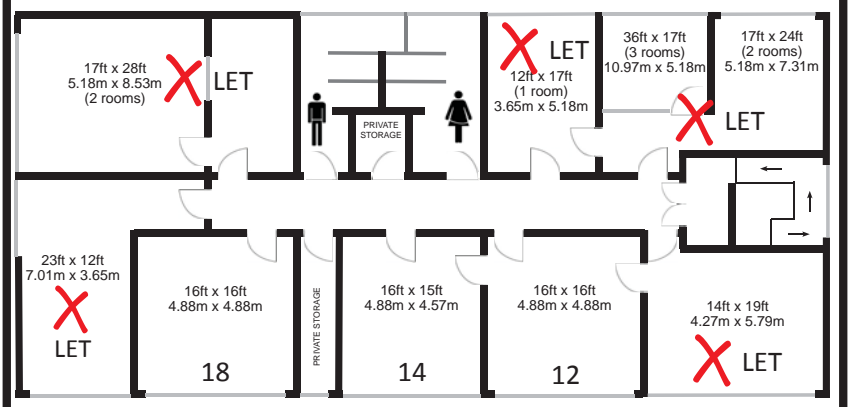 17ft x 28ft
5.18m x 8.53m
(2 rooms)
LET
PRIVATE
STORAGE
LET
12ft x 17ft
(1 room)
3.65m x 5.18m
36ft x 17ft
(3 rooms)
10.97m x 5.18m
17ft x 24ft
(2 rooms)
5.18m x 7.31m
LET
23ft x 12ft
7.01m x 3.65m
LET
16ft x 16ft
4.88m x 4.88m
18
PRIVATE STORAGE
16ft x 15ft
4.88m x 4.57m
14
16ft x 16ft
4.88m x 4.88m
12
14ft x 19ft
4.27m x 5.79m
LET